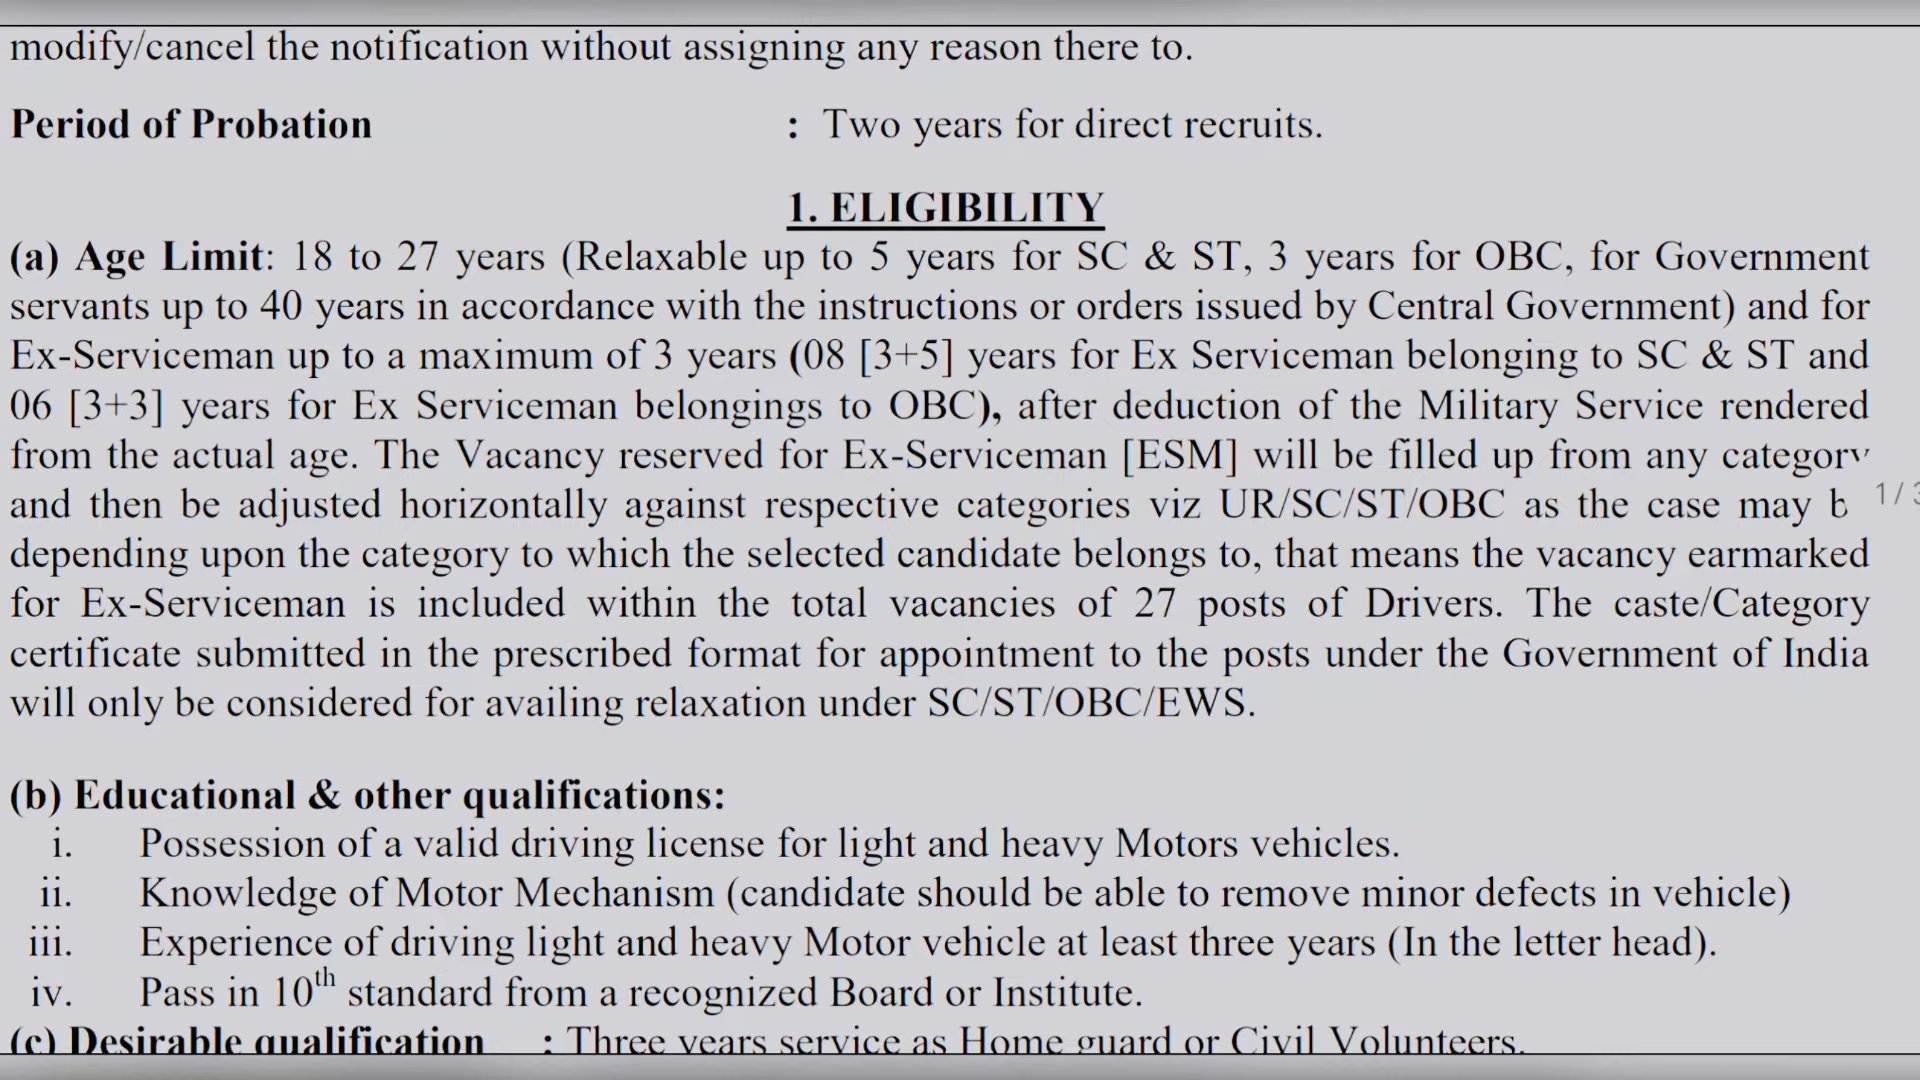 modify/cancel the notification without assigning any reason there to.
Period of Probation : Two years for direct recruits.
1. ELIGIBILITY
(a) Age Limit: 18 to 27 years (Relaxable up to 5 years for SC & ST, 3 years for OBC, for Government
servants up to 40 years in accordance with the instructions or orders issued by Central Government) and for
Ex-Serviceman up to a maximum of 3 years (08 [3+5] years for Ex Serviceman belonging to SC & ST and
06 [3+3] years for Ex Serviceman belongings to OBC), after deduction of the Military Service rendered
from the actual age. The Vacancy reserved for Ex-Serviceman [ESM] will be filled up from any category
and then be adjusted horizontally against respective categories viz UR/SC/ST/OBC as the case may b
1/3
depending upon the category to which the selected candidate belongs to, that means the vacancy earmarked
for Ex-Serviceman is included within the total vacancies of 27 posts of Drivers. The caste/Category
certificate submitted in the prescribed format for appointment to the posts under the Government of India
will only be considered for availing relaxation under SC/ST/OBC/EWS.
(b) Educational & other qualifications:
i. Possession of a valid driving license for light and heavy Motors vehicles.
ii. Knowledge of Motor Mechanism (candidate should be able to remove minor defects in vehicle)
iii. Experience of driving light and heavy Motor vehicle at least three years (In the letter head).
iv. Pass in 10th standard from a recognized Board or Institute.
(c) Desirable qualification : Three years service as Home guard or Civil Volunteers.